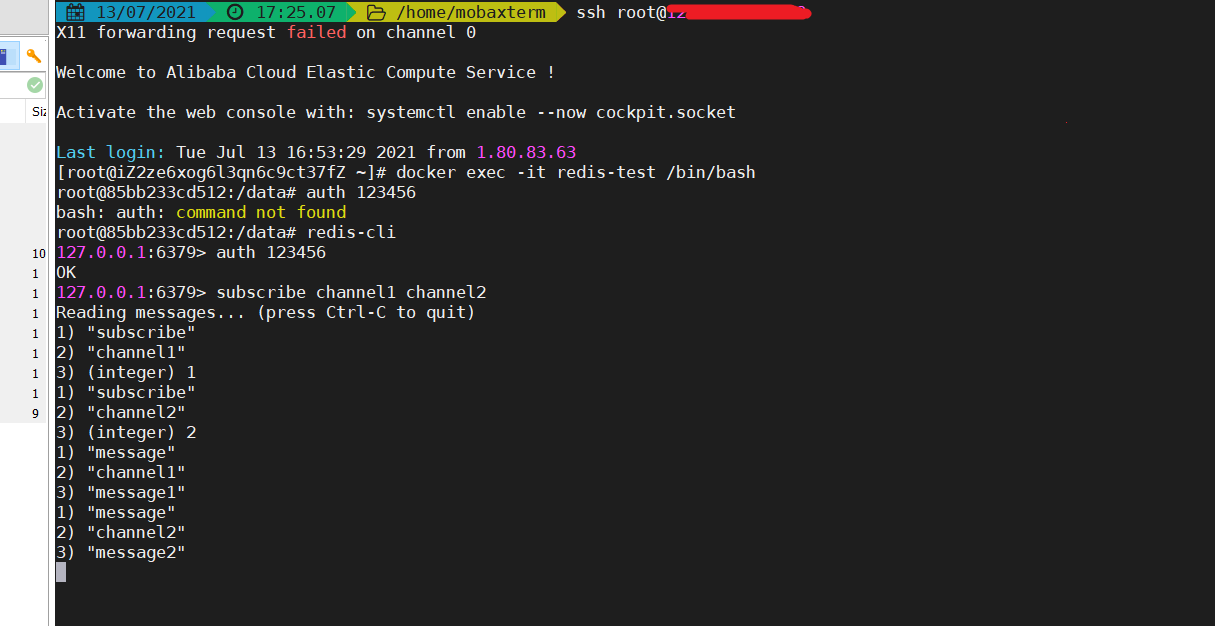 13/07/2021 17:25.07 /home/mobaxterm ssh root@
X11 forwarding request failed on channel 0
Welcome to Alibaba Cloud Elastic Compute Service !
Activate the web console with: systemctl enable --now cockpit.socket
Last login: Tue Jul 13 16:53:29 2021 from 1.80.83.63
[root@iZ2ze6xog6l3qn6c9ct37fZ ~]# docker exec -it redis-test /bin/bash
root@85bb233cd512:/data# auth 123456
bash: auth: command not found
root@85bb233cd512:/data# redis-cli
127.0.0.1:6379> auth 123456
OK
127.0.0.1:6379> subscribe channel1 channel2
Reading messages... (press Ctrl-C to quit)
1) "subscribe"
2) "channel1"
3) (integer) 1
1) "subscribe"
2) "channel2"
3) (integer) 2
1) "message"
2) "channel1"
3) "message1"
1) "message"
2) "channel2"
3) "message2"
10
1
1
1
1
1
1
1
9